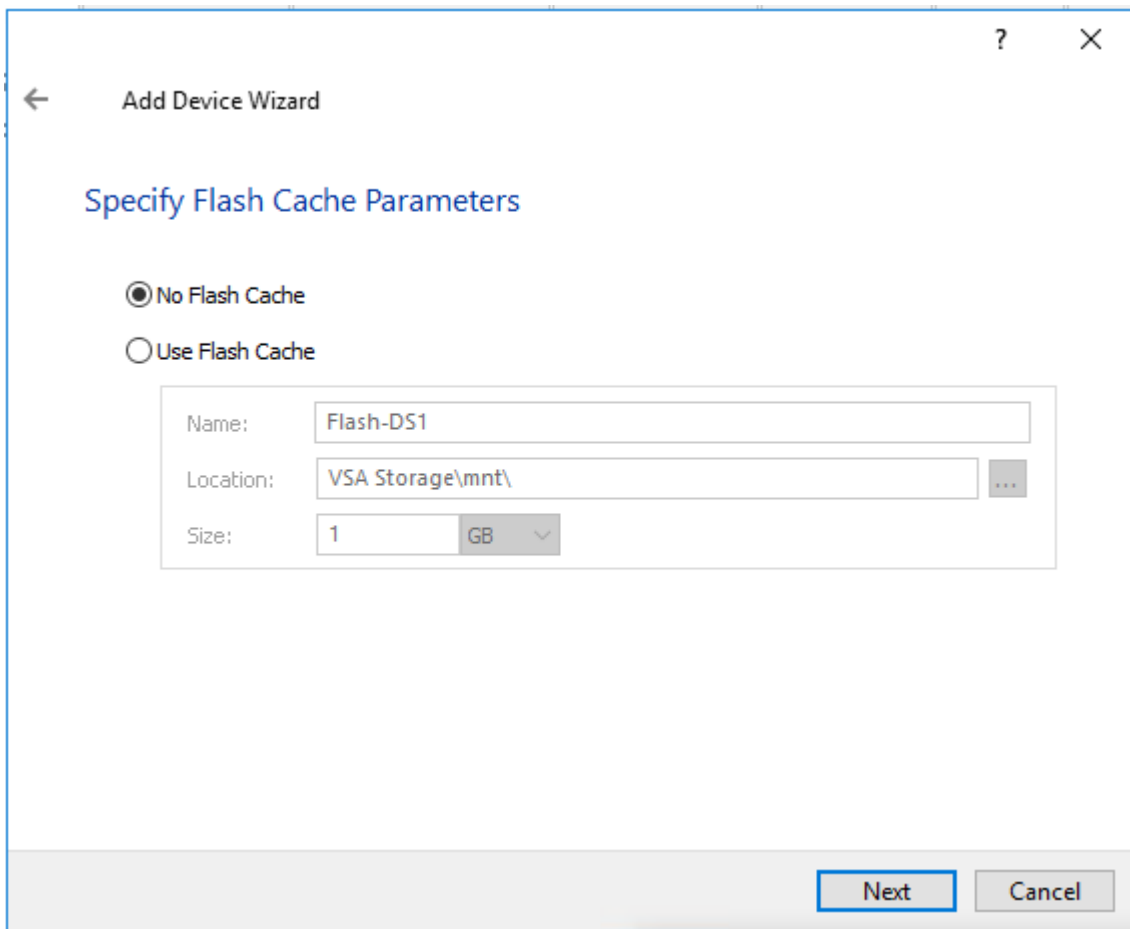 ?
Add Device Wizard
Specify Flash Cache Parameters
No Flash Cache
Use Flash Cache
Name: Flash-DS1
Location: VSA Storage\mnt\ ...
Size: 1 GB
Next Cancel